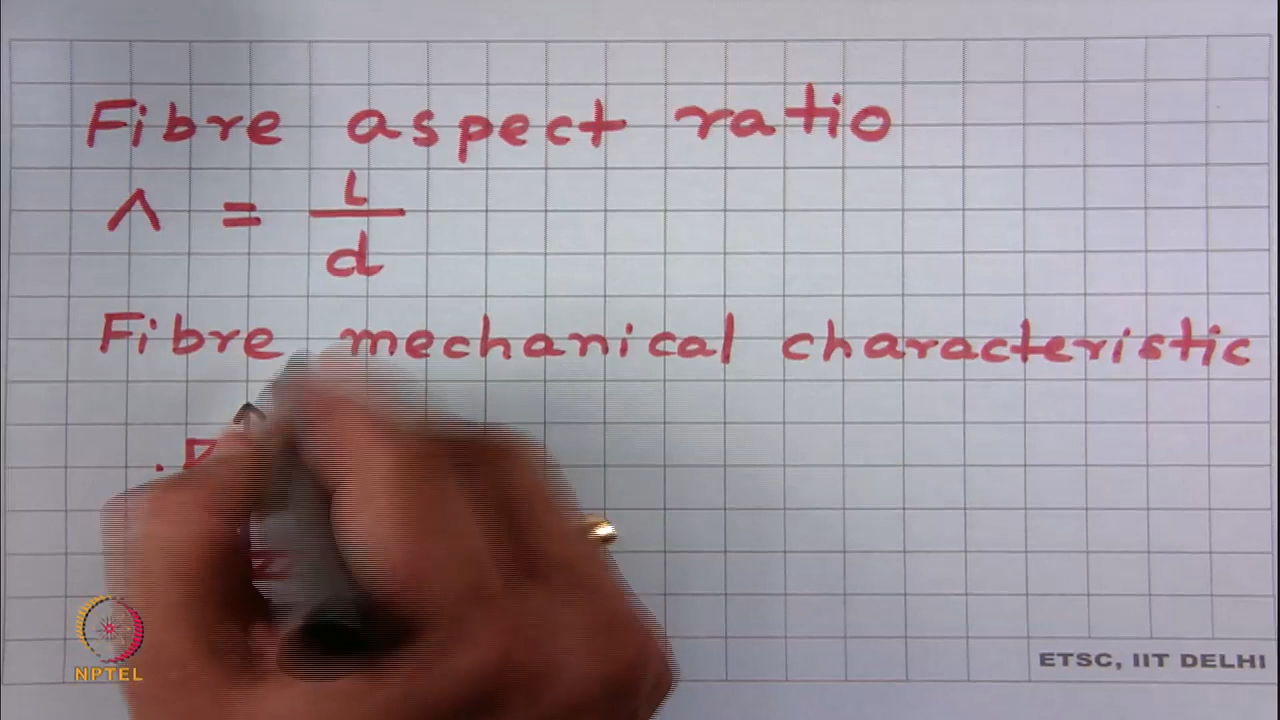 Fibre aspect ratio
Λ = l
d
Fibre mechanical characteristic
NPTEL
ETSC, IIT DELHI